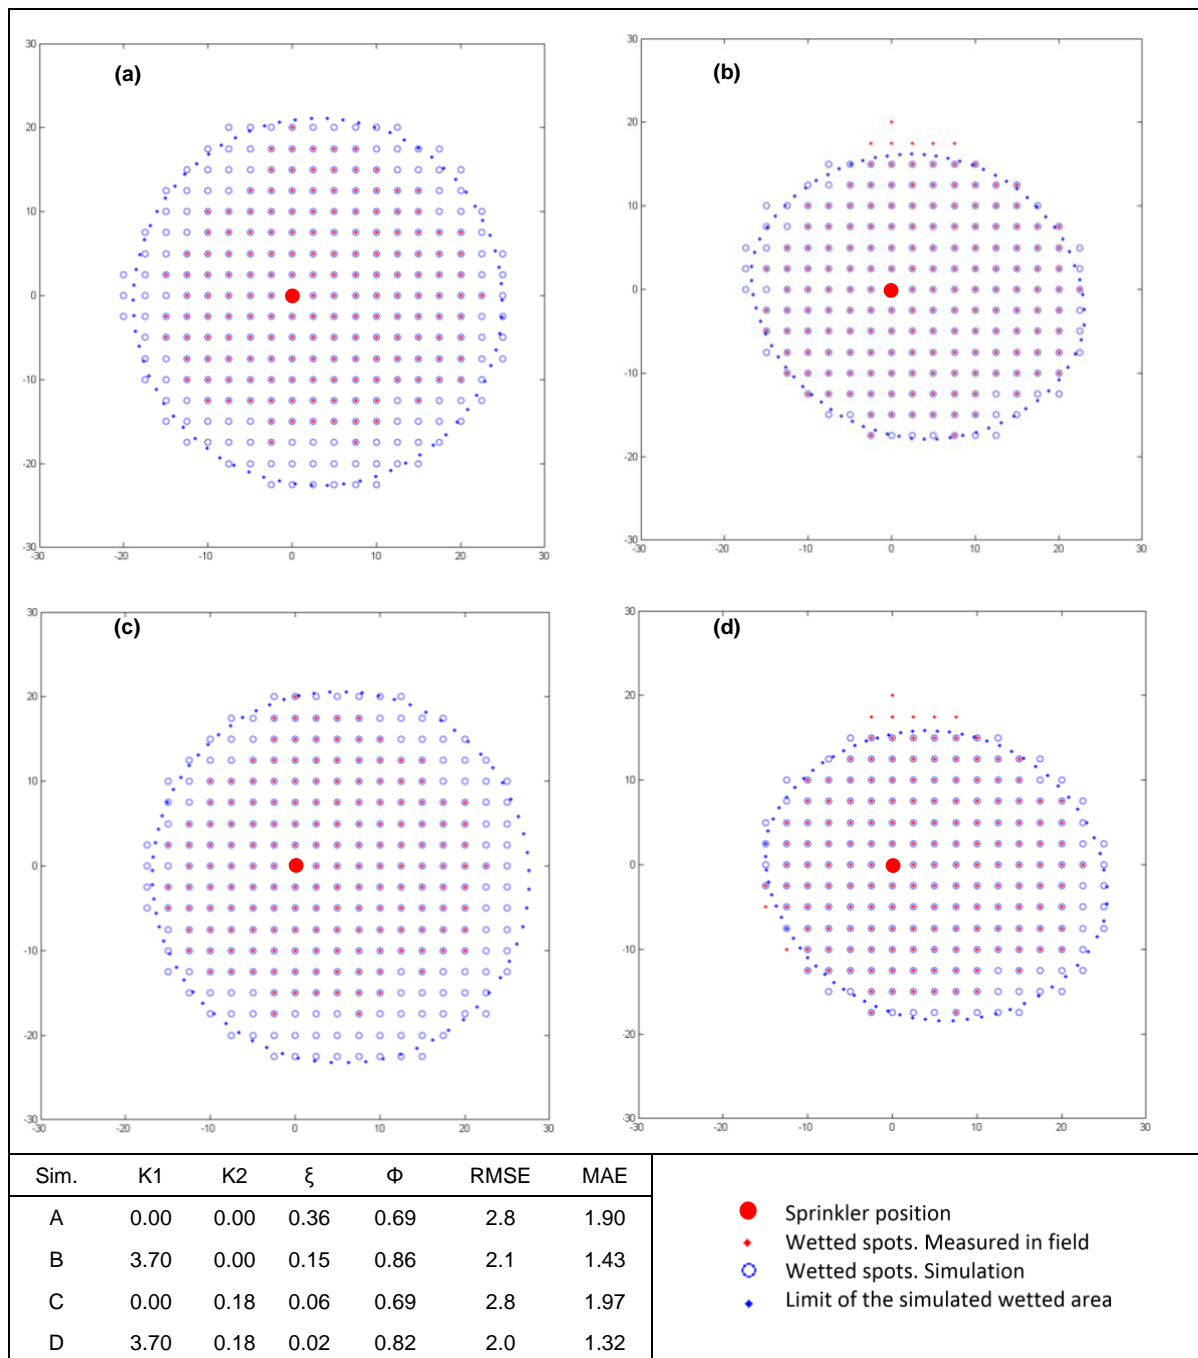 (a)
30
20
10
0
-10
-20
-30
-30 -20 -10 0 10 20 30
(b)
30
20
10
0
-10
-20
-30
-30 -20 -10 0 10 20 30
(c)
30
20
10
0
-10
-20
-30
-30 -20 -10 0 10 20 30
(d)
30
20
10
0
-10
-20
-30
-30 -20 -10 0 10 20 30
Sim. K1 K2 ξ Φ RMSE MAE
A 0.00 0.00 0.36 0.69 2.8 1.90
B 3.70 0.00 0.15 0.86 2.1 1.43
C 0.00 0.18 0.06 0.69 2.8 1.97
D 3.70 0.18 0.02 0.82 2.0 1.32
Sprinkler position
Wetted spots. Measured in field
Wetted spots. Simulation
Limit of the simulated wetted area